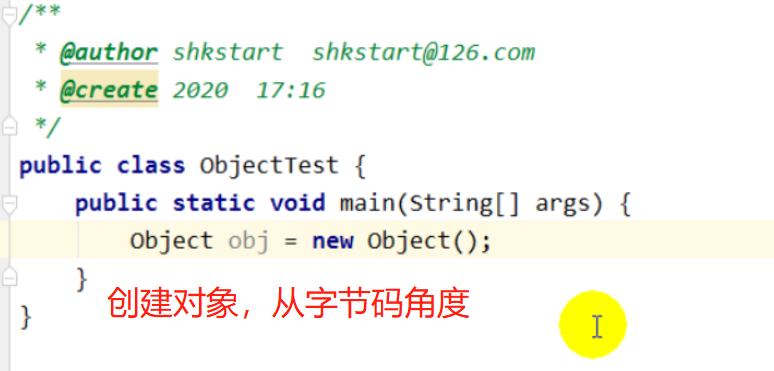 /**
 * @author shkstart  shkstart@126.com
 * @create 2020  17:16
 */
public class ObjectTest {
    public static void main(String[] args) {
        Object obj = new Object();
    }
创建对象，从字节码角度
}